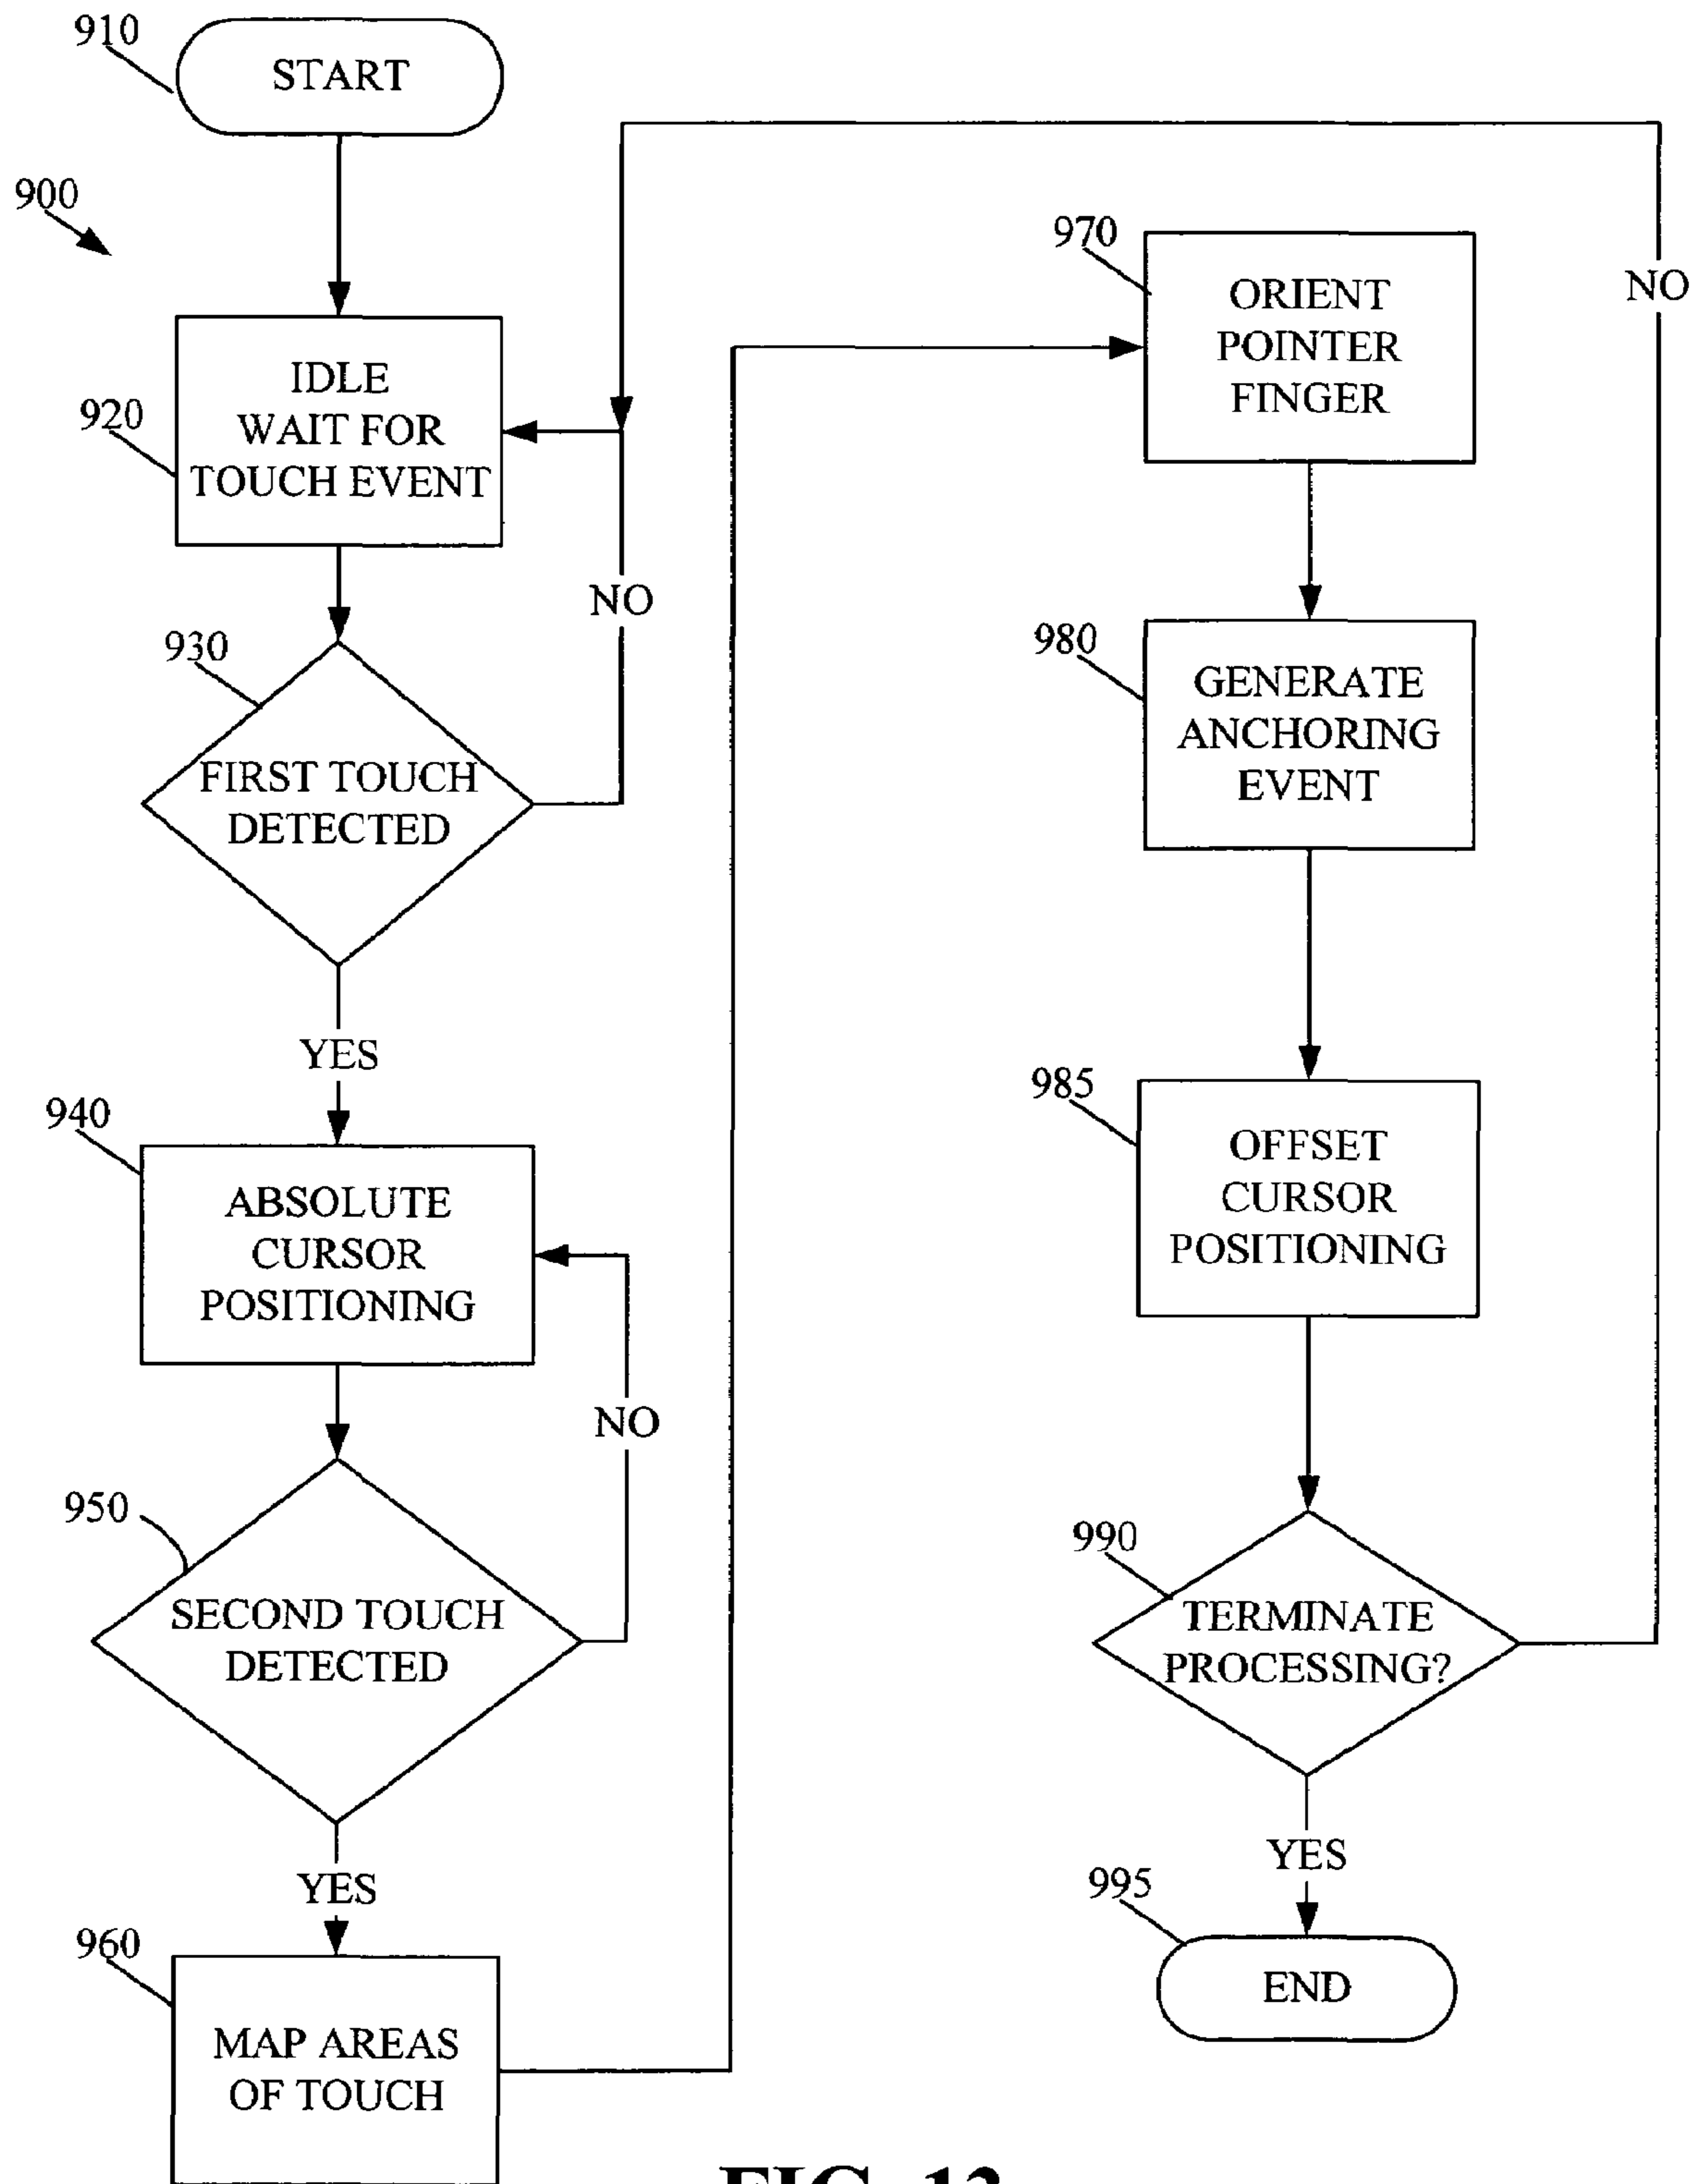 910
START
900
920
IDLE
WAIT FOR
TOUCH EVENT
NO
930
FIRST TOUCH
DETECTED
YES
940
ABSOLUTE
CURSOR
POSITIONING
NO
950
SECOND TOUCH
DETECTED
YES
960
MAP AREAS
OF TOUCH
970
ORIENT
POINTER
FINGER
NO
980
GENERATE
ANCHORING
EVENT
985
OFFSET
CURSOR
POSITIONING
990
TERMINATE
PROCESSING?
YES
995
END
FIG.